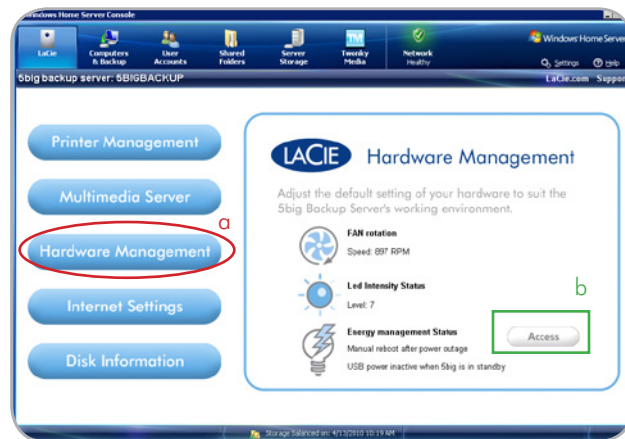 Windows Home Server Console
LaCie
Computers & Backup
User Accounts
Shared Folders
Server Storage
TM
Twonky Media
Network
Healthy
Windows Home Server
Settings
Help
5big backup server: 5BIGBACKUP
LaCie.com
Support
Printer Management
Multimedia Server
a
Hardware Management
Internet Settings
Disk Information
LACIE Hardware Management
Adjust the default setting of your hardware to suit the
5big Backup Server's working environment.
FAN rotation
Speed: 897 RPM
Led Intensity Status
Level: 7
b
Energy management Status
Manual reboot after power outage
USB power inactive when 5big is in standby
Access
Storage Balanced on: 4/13/2010 10:19 AM